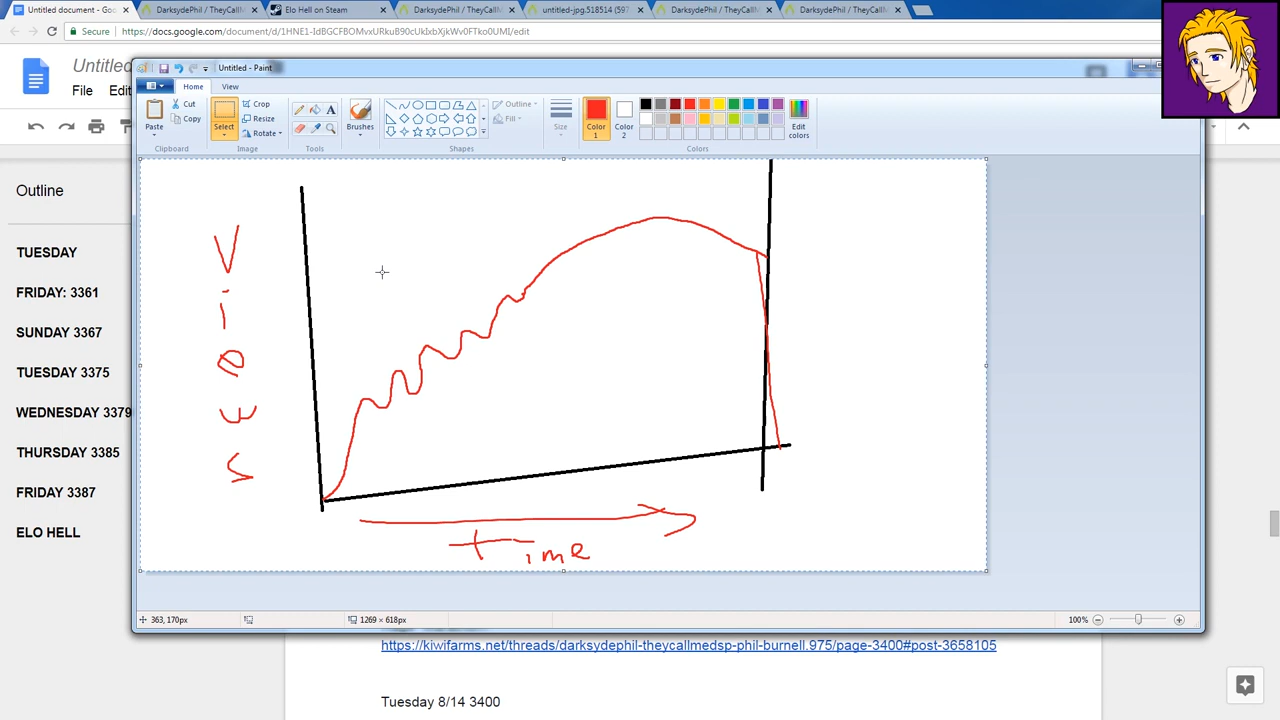 Untitled document - Go
DarksydePhil / TheyCallM
Elo Hell on Steam
DarksydePhil / TheyCallM
untitled-jpg.518514 (597
DarksydePhil / TheyCallM
DarksydePhil / TheyCallM
Secure
https://docs.google.com/document/d/1HNE1-IdBGCFBOMvxURkuB90cUkIxbXjkWv0FTko0UMI/edit
Untitled
File
Edit
Untitled - Paint
Home
View
Paste
Cut
Copy
Clipboard
Select
Crop
Resize
Rotate
Image
A
Tools
Brushes
Outline
Fill
Shapes
Size
Color 1
Color 2
Edit colors
Colors
Outline
TUESDAY
FRIDAY: 3361
SUNDAY 3367
TUESDAY 3375
WEDNESDAY 3379
THURSDAY 3385
FRIDAY 3387
ELO HELL
Views
Time
363, 170px
1269 × 618px
100%
https://kiwifarms.net/threads/darksydephil-theycallmedsp-phil-burnell.975/page-3400#post-3658105
Tuesday 8/14 3400